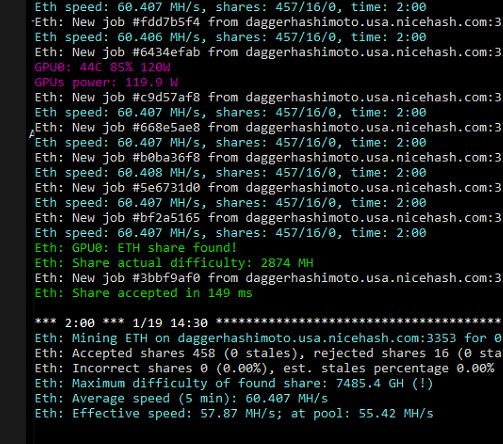 Eth speed: 60.407 MH/s, shares: 457/16/0, time: 2:00
Eth: New job #fdd7b5f4 from daggerhashimoto.usa.nicehash.com:3
Eth speed: 60.406 MH/s, shares: 457/16/0, time: 2:00
Eth: New job #6434efab from daggerhashimoto.usa.nicehash.com:3
GPU0: 44C 85% 120W
GPUs power: 119.9 W
Eth: New job #c9d57af8 from daggerhashimoto.usa.nicehash.com:3
Eth speed: 60.407 MH/s, shares: 457/16/0, time: 2:00
Eth: New job #668e5ae8 from daggerhashimoto.usa.nicehash.com:3
Eth speed: 60.407 MH/s, shares: 457/16/0, time: 2:00
Eth: New job #b0ba36f8 from daggerhashimoto.usa.nicehash.com:3
Eth speed: 60.408 MH/s, shares: 457/16/0, time: 2:00
Eth: New job #5e6731d0 from daggerhashimoto.usa.nicehash.com:3
Eth speed: 60.407 MH/s, shares: 457/16/0, time: 2:00
Eth: New job #bf2a5165 from daggerhashimoto.usa.nicehash.com:3
Eth speed: 60.407 MH/s, shares: 457/16/0, time: 2:00
Eth: GPU0: ETH share found!
Eth: Share actual difficulty: 2874 MH
Eth: New job #3bbf9af0 from daggerhashimoto.usa.nicehash.com:3
Eth: Share accepted in 149 ms
*** 2:00 *** 1/19 14:30 **************************************
Eth: Mining ETH on daggerhashimoto.usa.nicehash.com:3353 for 0
Eth: Accepted shares 458 (0 stales), rejected shares 16 (0 sta
Eth: Incorrect shares 0 (0.00%), est. stales percentage 0.00%
Eth: Maximum difficulty of found share: 7485.4 GH (!)
Eth: Average speed (5 min): 60.407 MH/s
Eth: Effective speed: 57.87 MH/s; at pool: 55.42 MH/s